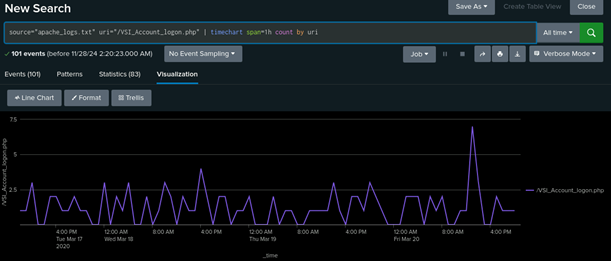 New Search
Save As
Create Table View
Close
source="apache_logs.txt" uri="/VSI_Account_logon.php" | timechart span=1h count by uri
All time
101 events (before 11/28/24 2:20:23.000 AM)
No Event Sampling
Job
Verbose Mode
Events (101)
Patterns
Statistics (83)
Visualization
Line Chart
Format
Trellis
7.5
5
2.5
/VSI_Account_logon.php
/VSI_Account_logon.php
4:00 PM
Tue Mar 17
2020
12:00 AM
Wed Mar 18
8:00 AM
4:00 PM
12:00 AM
Thu Mar 19
8:00 AM
4:00 PM
12:00 AM
Fri Mar 20
8:00 AM
4:00 PM
_time